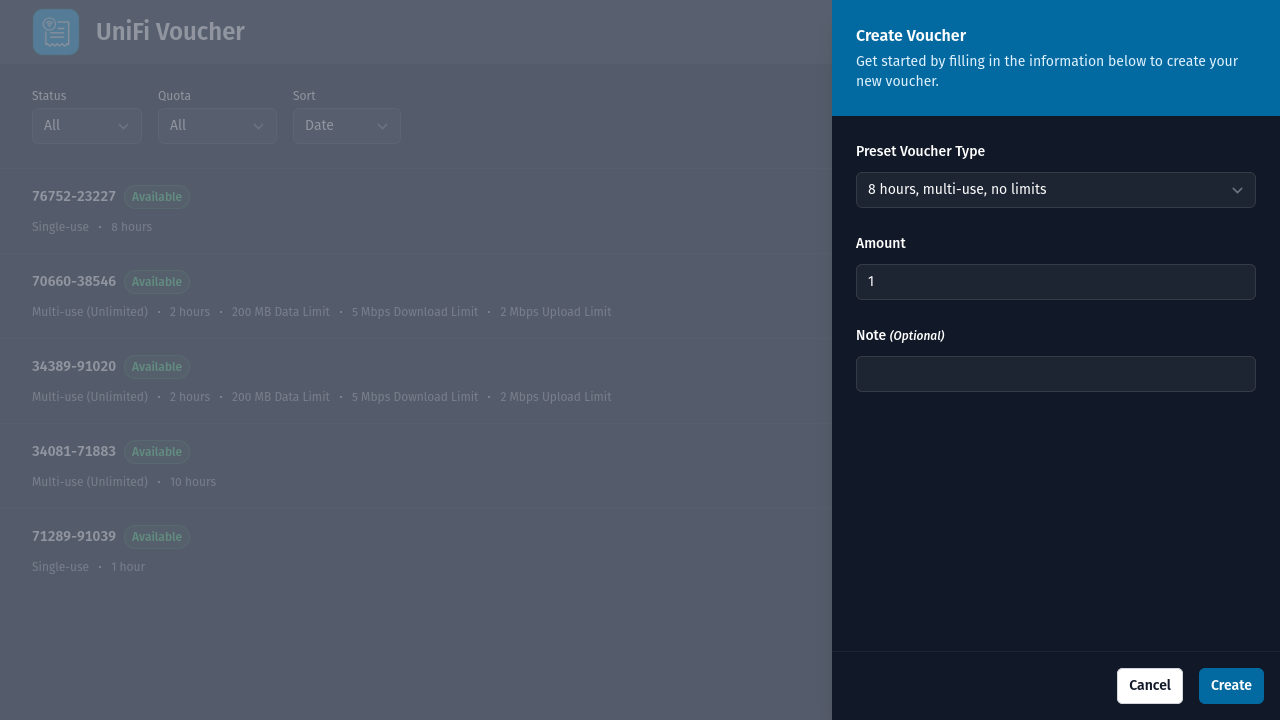 UniFi Voucher
Status
Quota
Sort
All
All
Date
76752-23227 Available
Single-use • 8 hours
70660-38546 Available
Multi-use (Unlimited) • 2 hours • 200 MB Data Limit • 5 Mbps Download Limit • 2 Mbps Upload Limit
34389-91020 Available
Multi-use (Unlimited) • 2 hours • 200 MB Data Limit • 5 Mbps Download Limit • 2 Mbps Upload Limit
34081-71883 Available
Multi-use (Unlimited) • 10 hours
71289-91039 Available
Single-use • 1 hour
Create Voucher
Get started by filling in the information below to create your
new voucher.
Preset Voucher Type
8 hours, multi-use, no limits
Amount
1
Note (Optional)
Cancel
Create